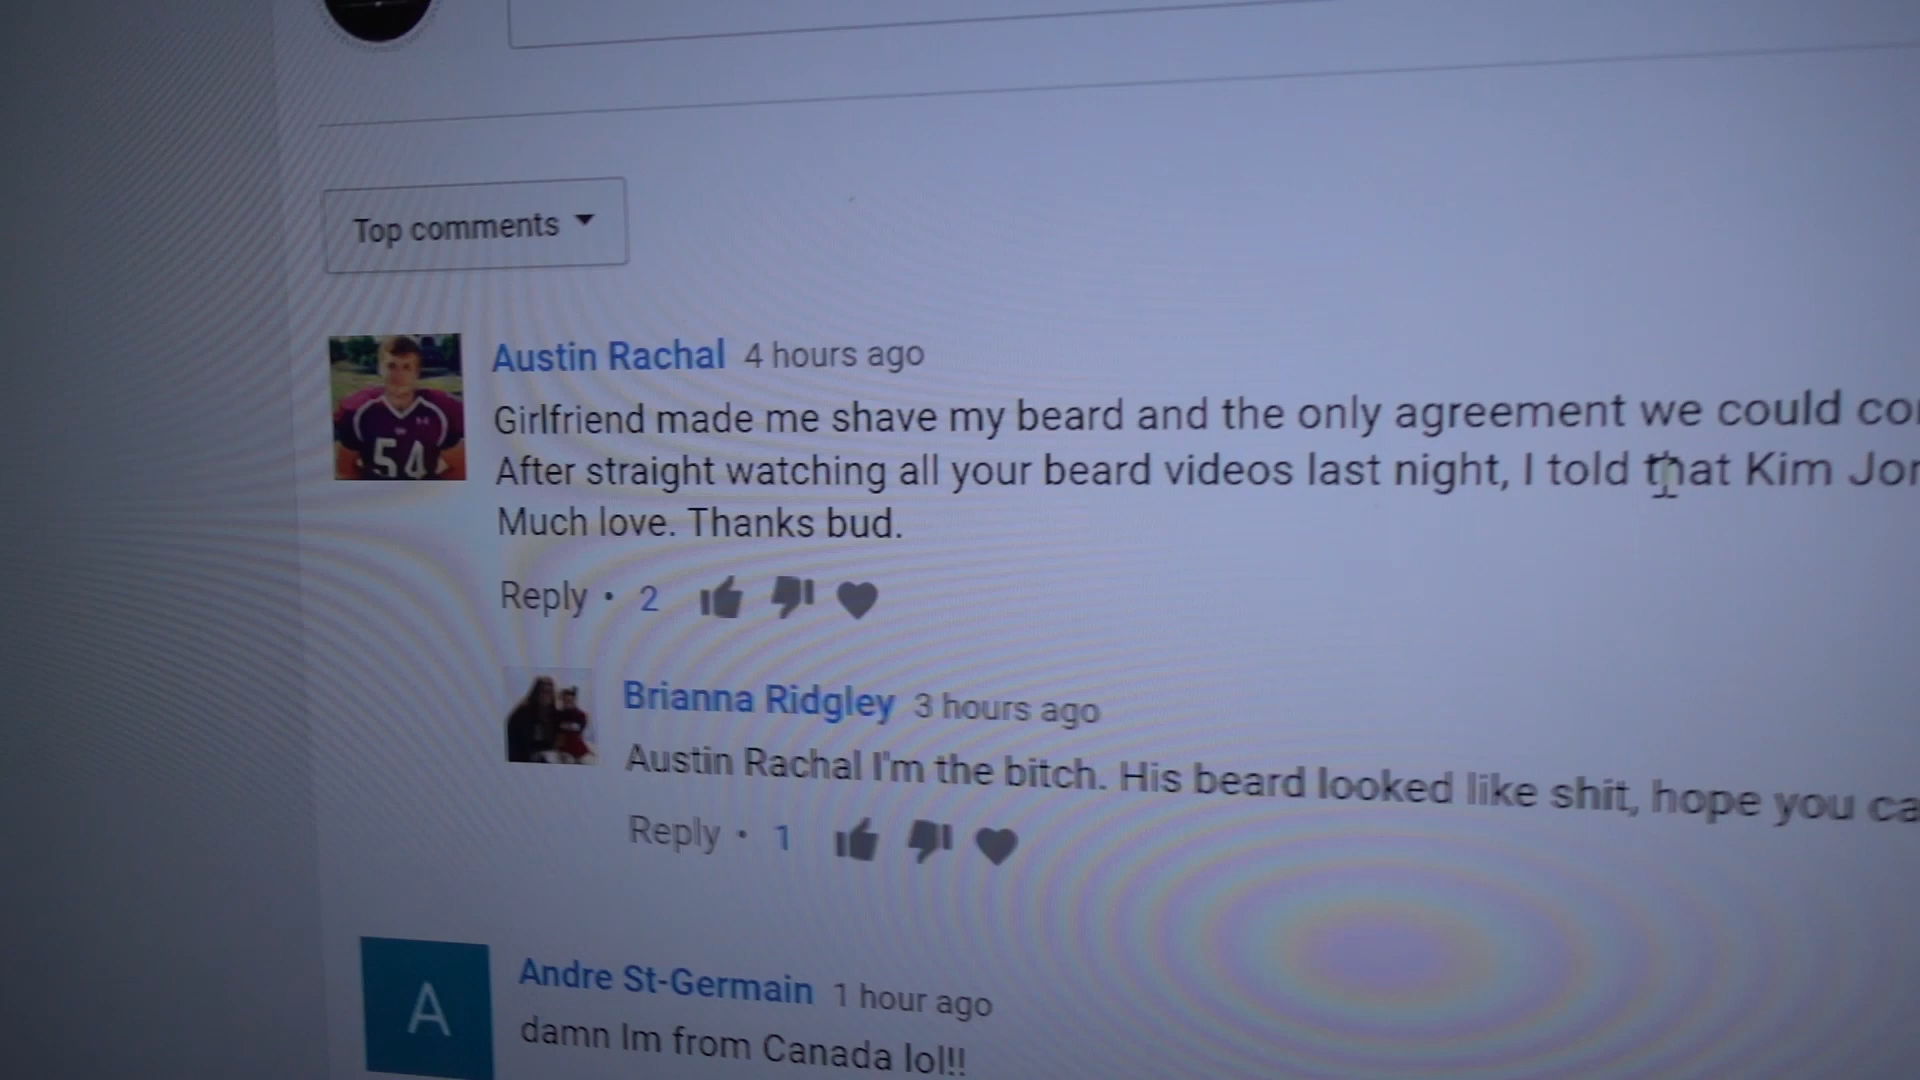 Top comments
Austin Rachal 4 hours ago
54
Girlfriend made me shave my beard and the only agreement we could
After straight watching all your beard videos last night, I told that Kim
Much love. Thanks bud.
Reply • 2
Brianna Ridgley 3 hours ago
Austin Rachal I'm the bitch. His beard looked like shit, hope you
Reply • 1
A
Andre St-Germain 1 hour ago
damn Im from Canada lol!!